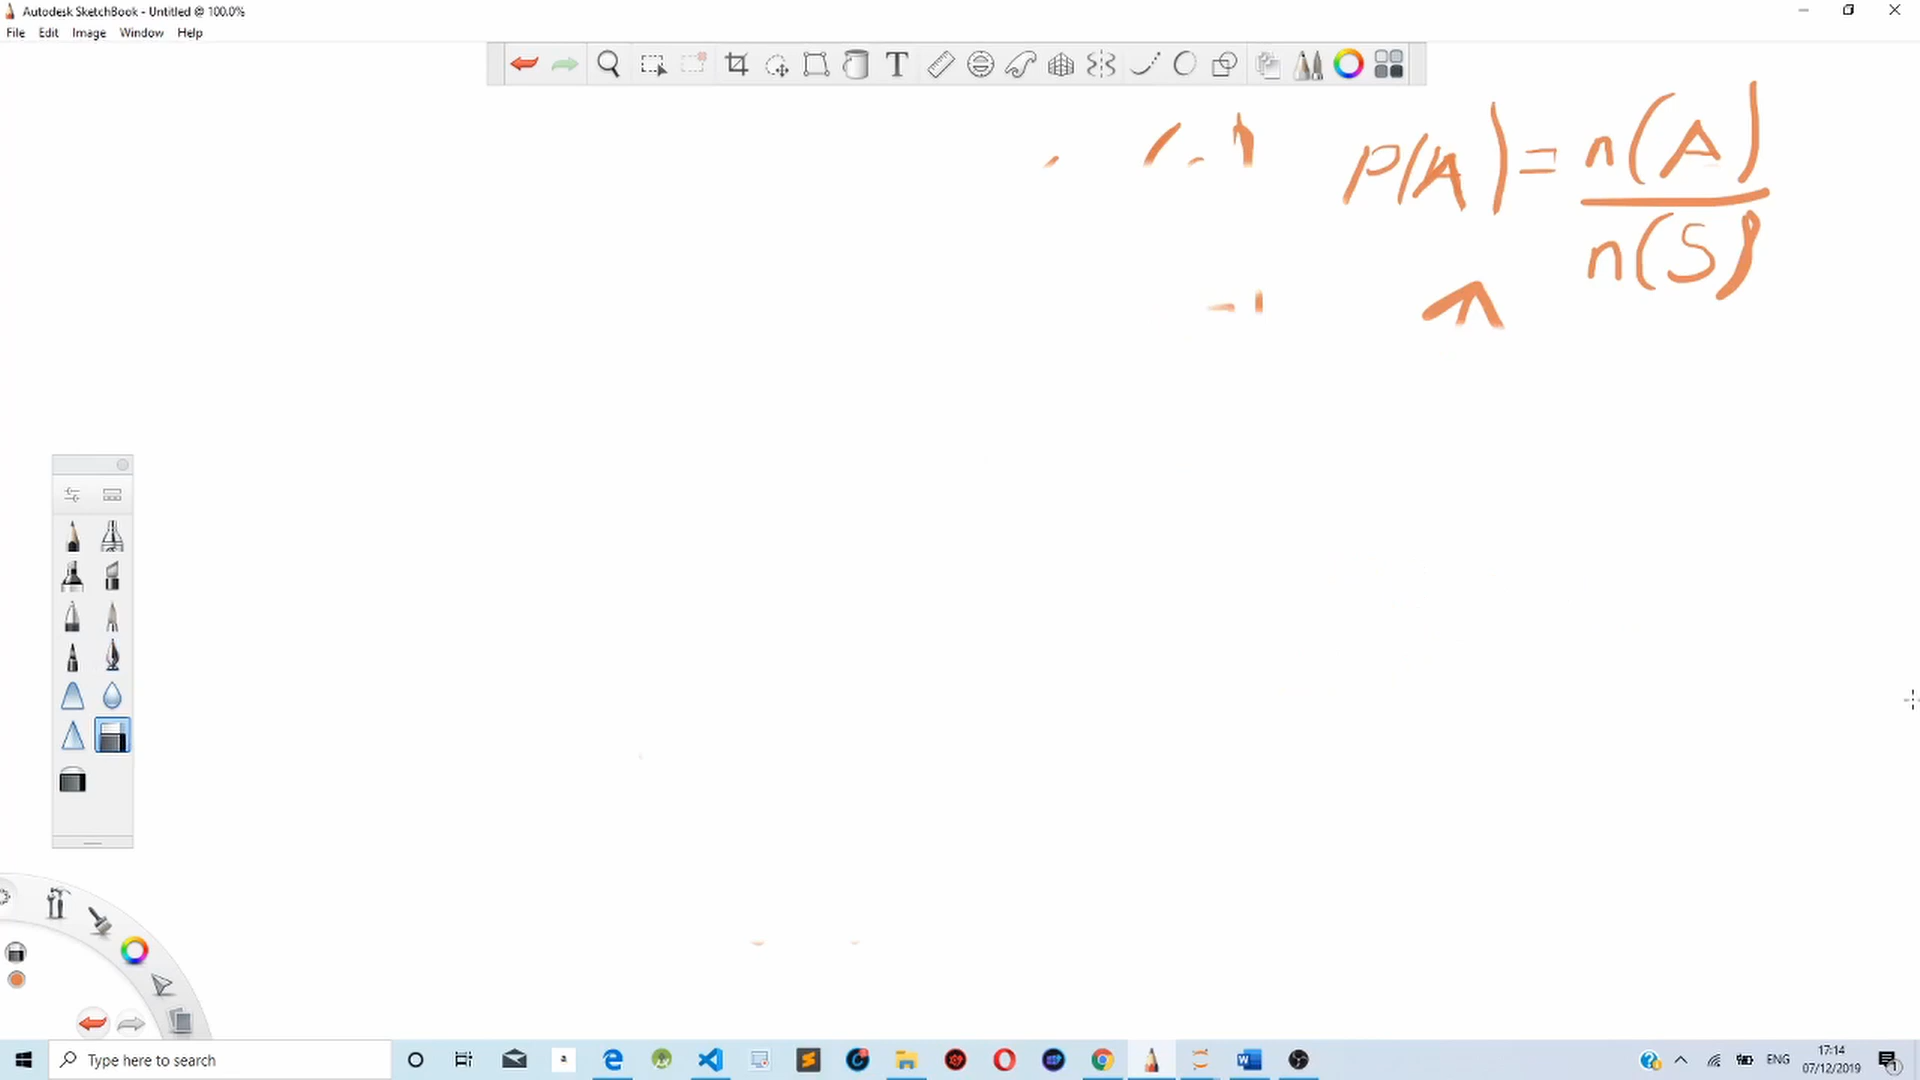 Autodesk SketchBook - Untitled @ 100.0%
File Edit Image Window Help
T
P(A) = n(A)
n(S)
Type here to search
a
ENG
17:14
07/12/2019